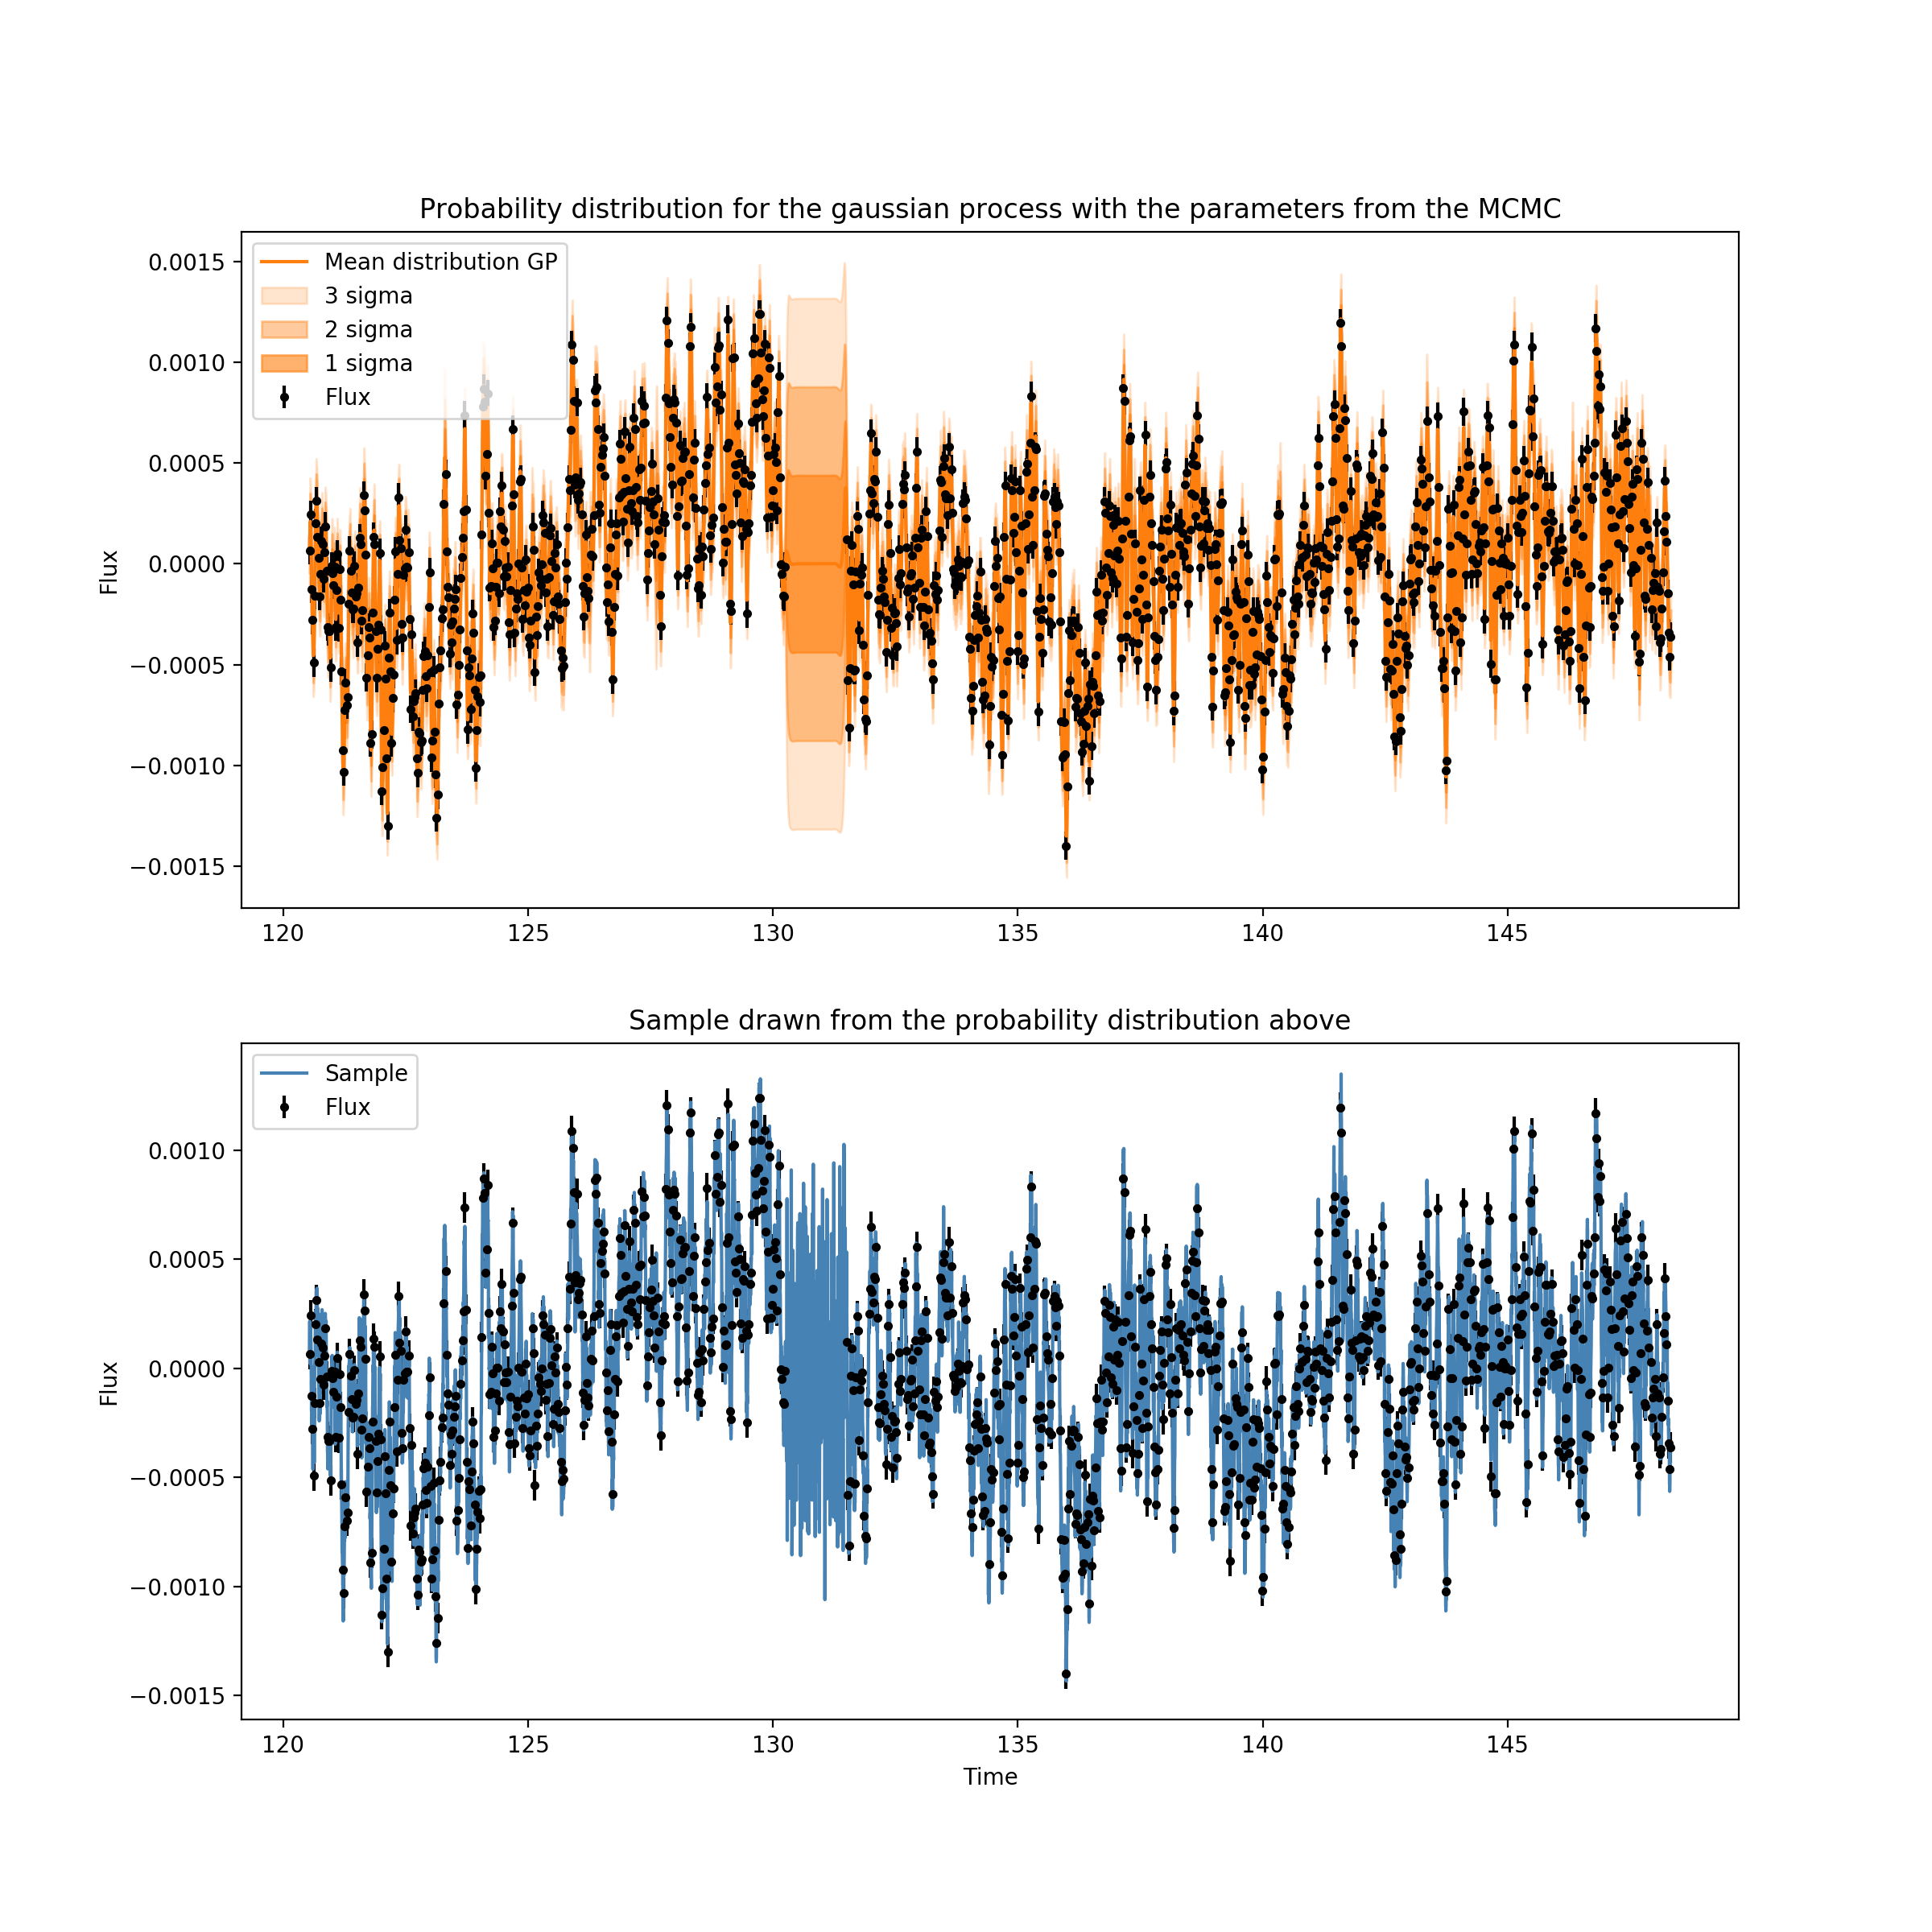 Probability distribution for the gaussian process with the parameters from the MCMC
Mean distribution GP
3 sigma
2 sigma
1 sigma
Flux
Flux
0.0015
0.0010
0.0005
0.0000
−0.0005
−0.0010
−0.0015
120 125 130 135 140 145
Sample drawn from the probability distribution above
Sample
Flux
Flux
0.0010
0.0005
0.0000
−0.0005
−0.0010
−0.0015
120 125 130 135 140 145
Time